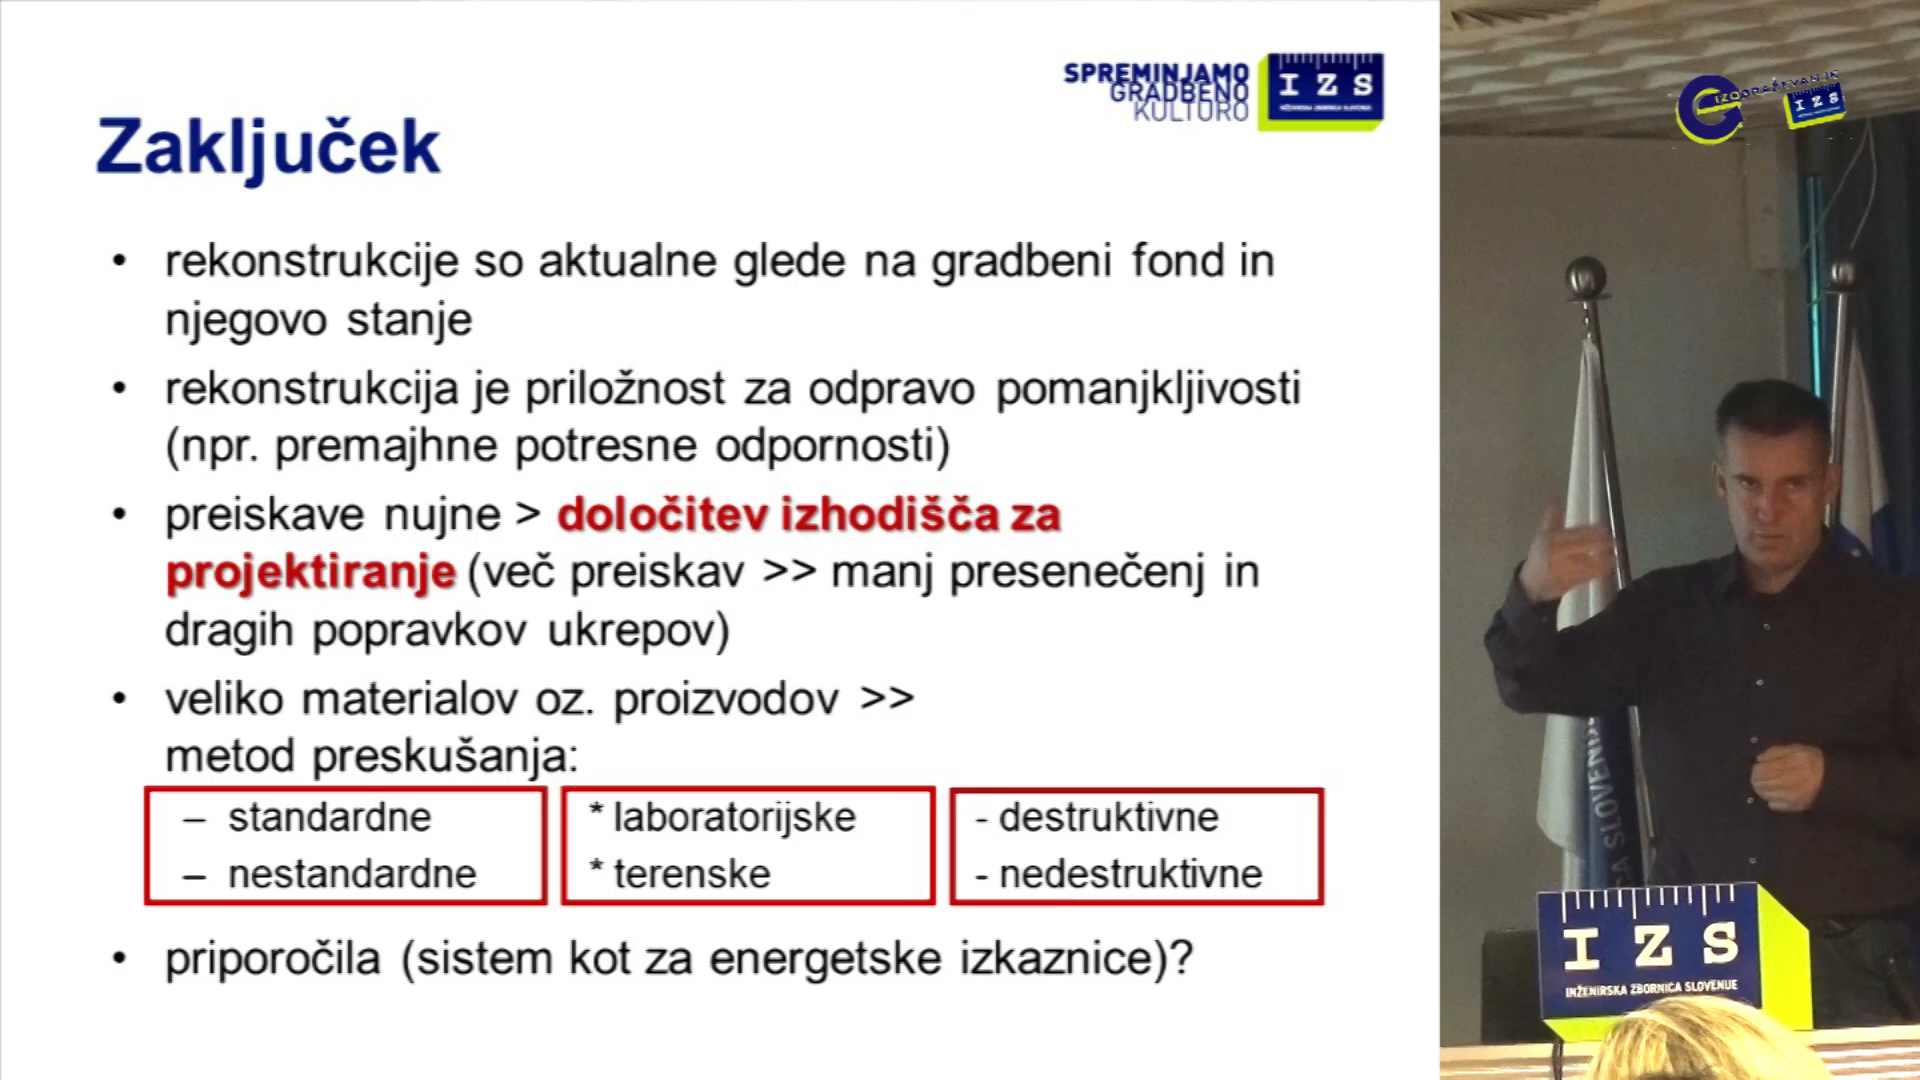 SPREMINJAMO
GRADBENO
KULTURO
IZS
INŽENIRSKA ZBORNICA SLOVENIJE
Zaključek
• rekonstrukcije so aktualne glede na gradbeni fond in
njegovo stanje
• rekonstrukcija je priložnost za odpravo pomanjkljivosti
(npr. premajhne potresne odpornosti)
• preiskave nujne > določitev izhodišča za
projektiranje (več preiskav >> manj presenečenj in
dragih popravkov ukrepov)
• veliko materialov oz. proizvodov >>
metod preskušanja:
– standardne
– nestandardne
* laboratorijske
* terenske
- destruktivne
- nedestruktivne
• priporočila (sistem kot za energetske izkaznice)?
IZOBRAŽEVANJE
IZS
SLOVENI
IZS
INŽENIRSKA ZBORNICA SLOVENIJE